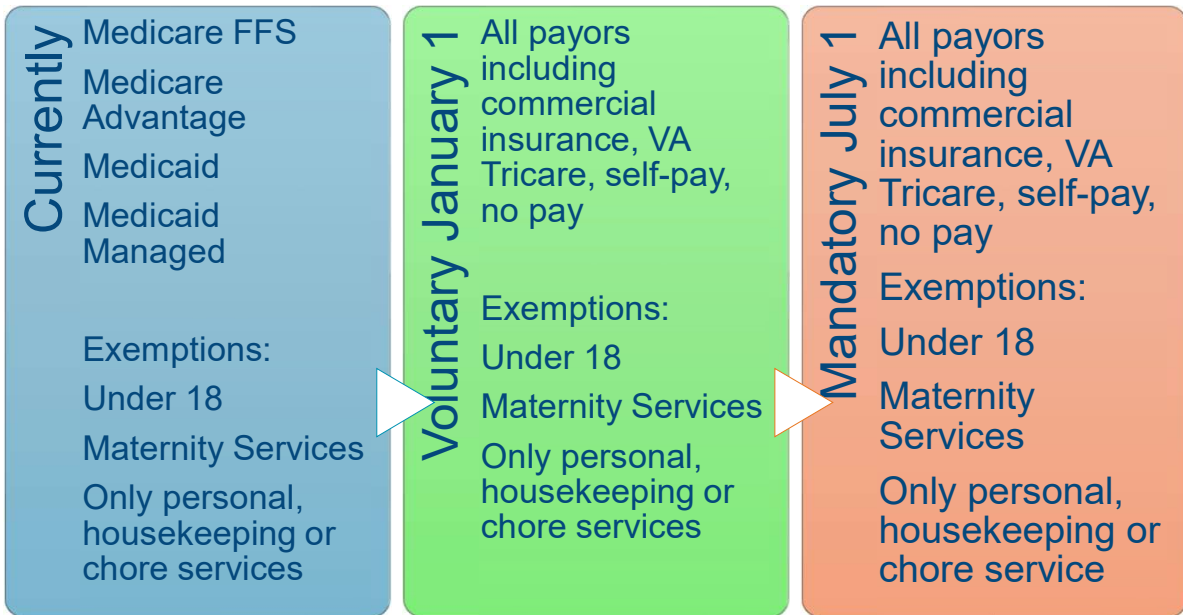 Currently
Medicare FFS
Medicare
Advantage
Medicaid
Medicaid
Managed
Exemptions:
Under 18
Maternity Services
Only personal,
housekeeping or
chore services
Voluntary January 1
All payors
including
commercial
insurance, VA
Tricare, self-pay,
no pay
Exemptions:
Under 18
Maternity Services
Only personal,
housekeeping or
chore services
Mandatory July 1
All payors
including
commercial
insurance, VA
Tricare, self-pay,
no pay
Exemptions:
Under 18
Maternity
Services
Only personal,
housekeeping or
chore service